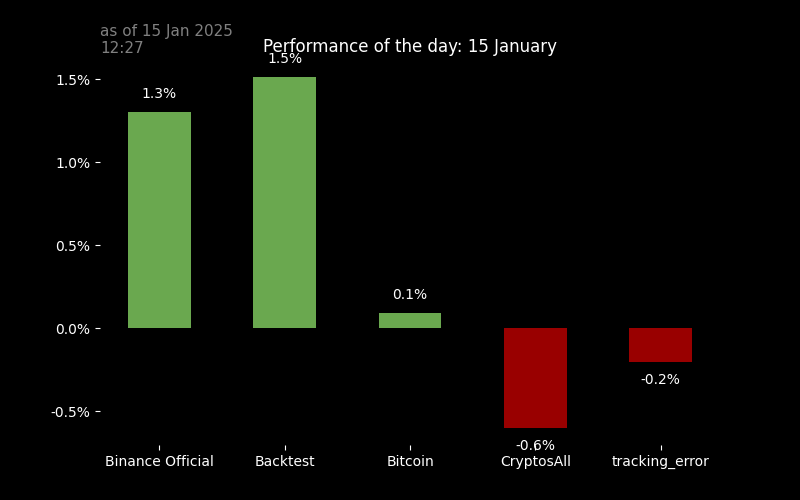 as of 15 Jan 2025
12:27
Performance of the day: 15 January
1.5%
1.3%
1.5%
1.0%
0.5%
0.1%
0.0%
-0.2%
-0.5%
-0.6%
Binance Official
Backtest
Bitcoin
CryptosAll
tracking_error